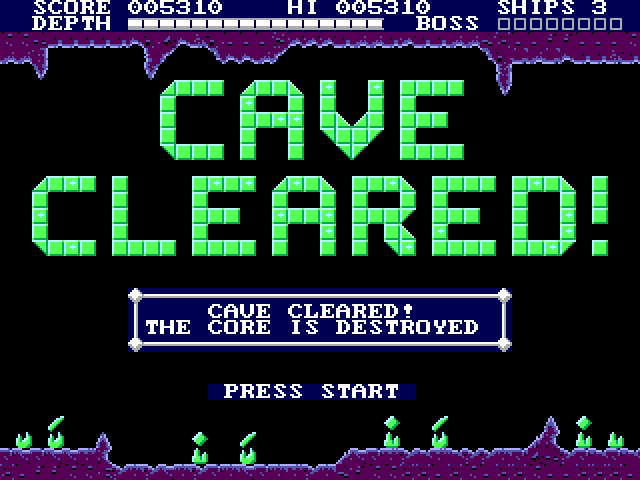 SCORE 005310 HI 005310 SHIPS 3
DEPTH BOSS
CAVE
CLEARED!
CAVE CLEARED!
THE CORE IS DESTROYED
PRESS START